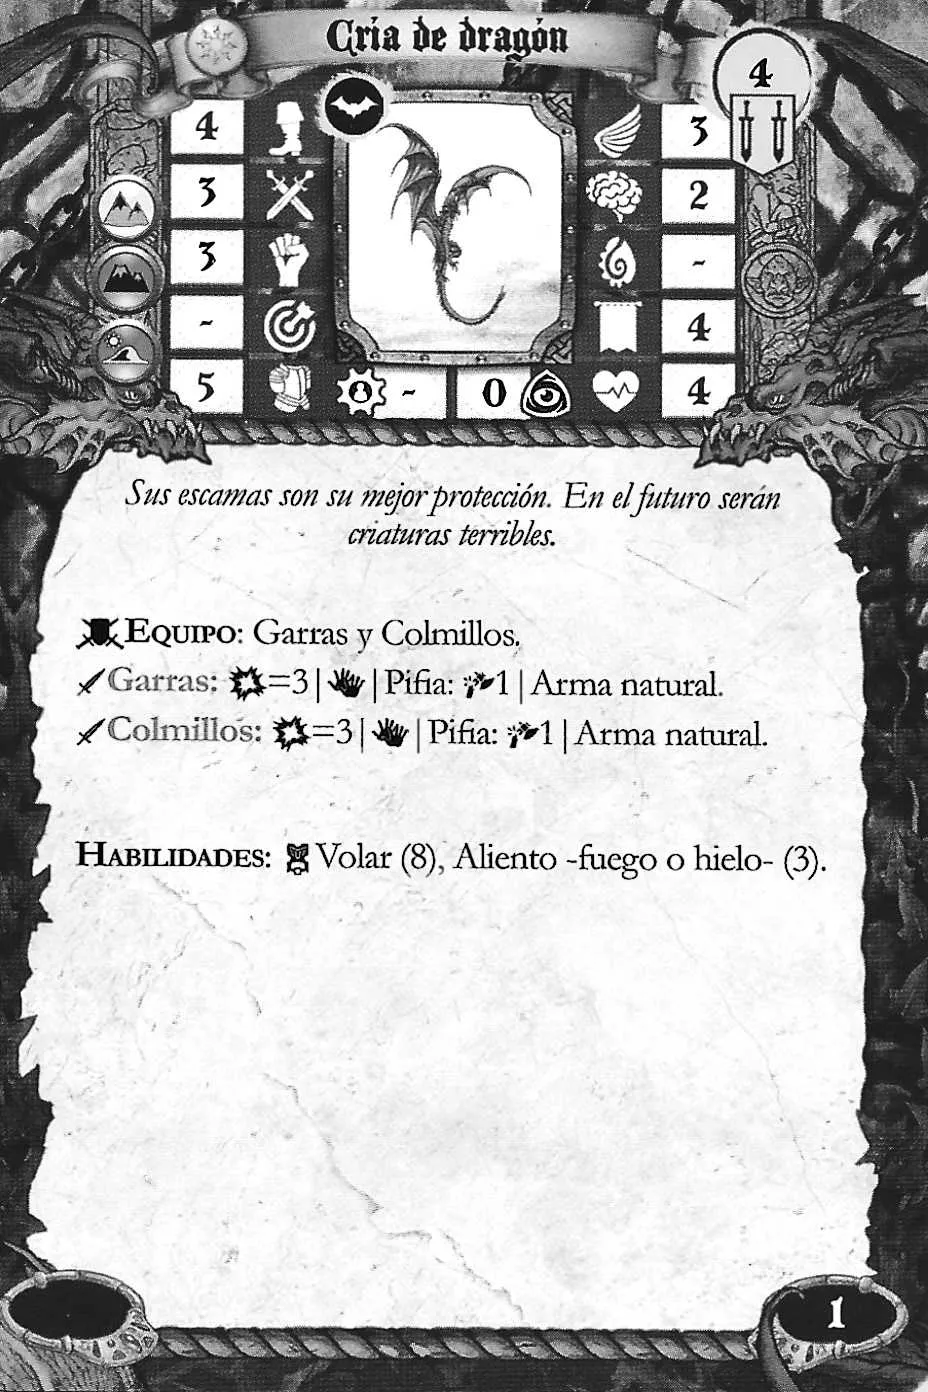 Cría de dragón
4
4
3
3
2
3
-
-
4
5
-
0
4
Sus escamas son su mejor protección. En el futuro serán
criaturas terribles.
EQUIPO: Garras y Colmillos.
Garras: =3 | | Pifia: 1 | Arma natural.
Colmillos: =3 | | Pifia: 1 | Arma natural.
HABILIDADES: Volar (8), Aliento -fuego o hielo- (3).
1